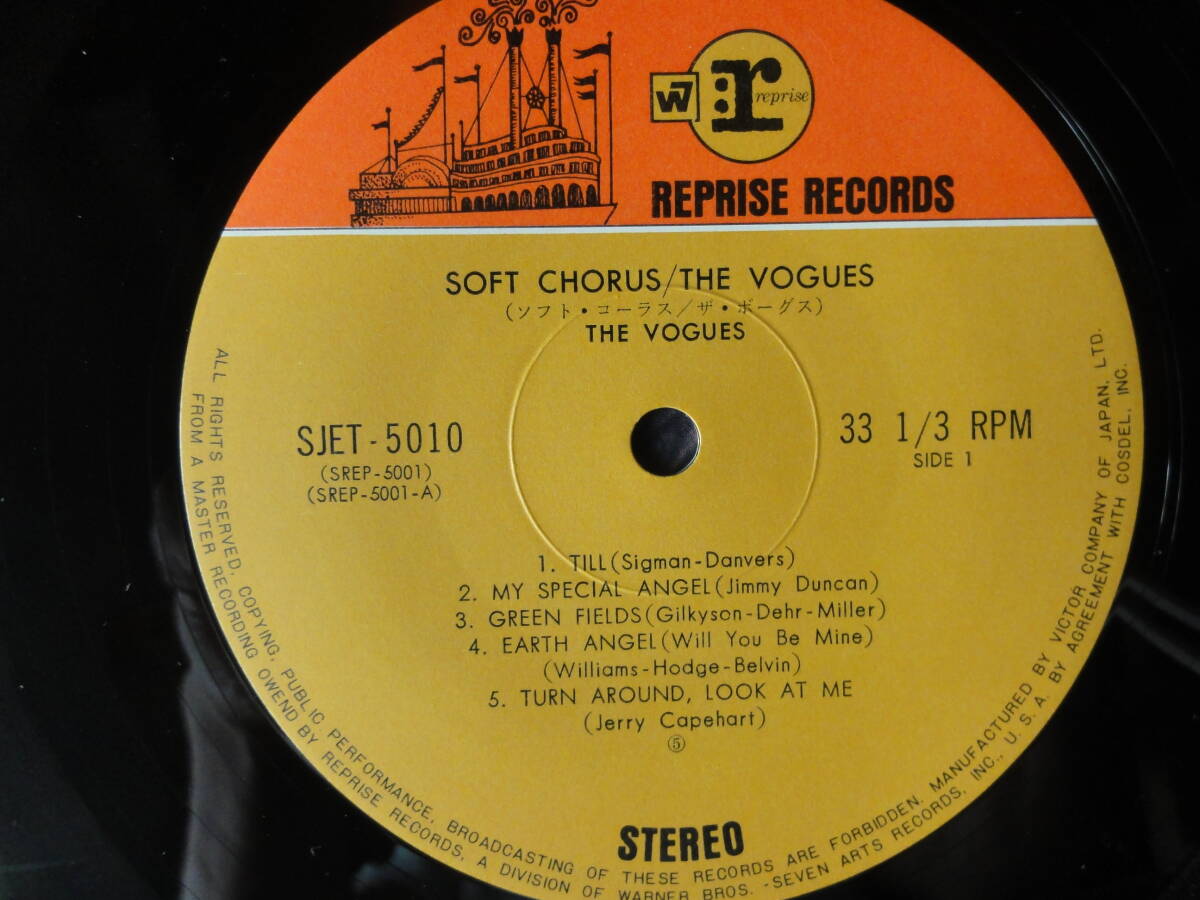 W7
r: reprise
REPRISE RECORDS
SOFT CHORUS/THE VOGUES
(ソフト・コーラス/ザ・ボーグス)
THE VOGUES
SJET-5010
(SREP-5001)
(SREP-5001-A)
33 1/3 RPM
SIDE 1
1. TILL(Sigman-Danvers)
2. MY SPECIAL ANGEL(Jimmy Duncan)
3. GREEN FIELDS(Gilkyson-Dehr-Miller)
4. EARTH ANGEL(Will You Be Mine)
(Williams-Hodge-Belvin)
5. TURN AROUND, LOOK AT ME
(Jerry Capehart)
⑤
STEREO
ALL RIGHTS RESERVED, COPYING, PUBLIC PERFORMANCE, BROADCASTING OF THESE RECORDS ARE FORBIDDEN. MANUFACTURED BY VICTOR COMPANY OF JAPAN, LTD.
FROM A MASTER RECORDING OWEND BY REPRISE RECORDS, A DIVISION OF WARNER BROS.-SEVEN ARTS RECORDS, INC., U. S. A. BY AGREEMENT WITH COSDEL, INC.